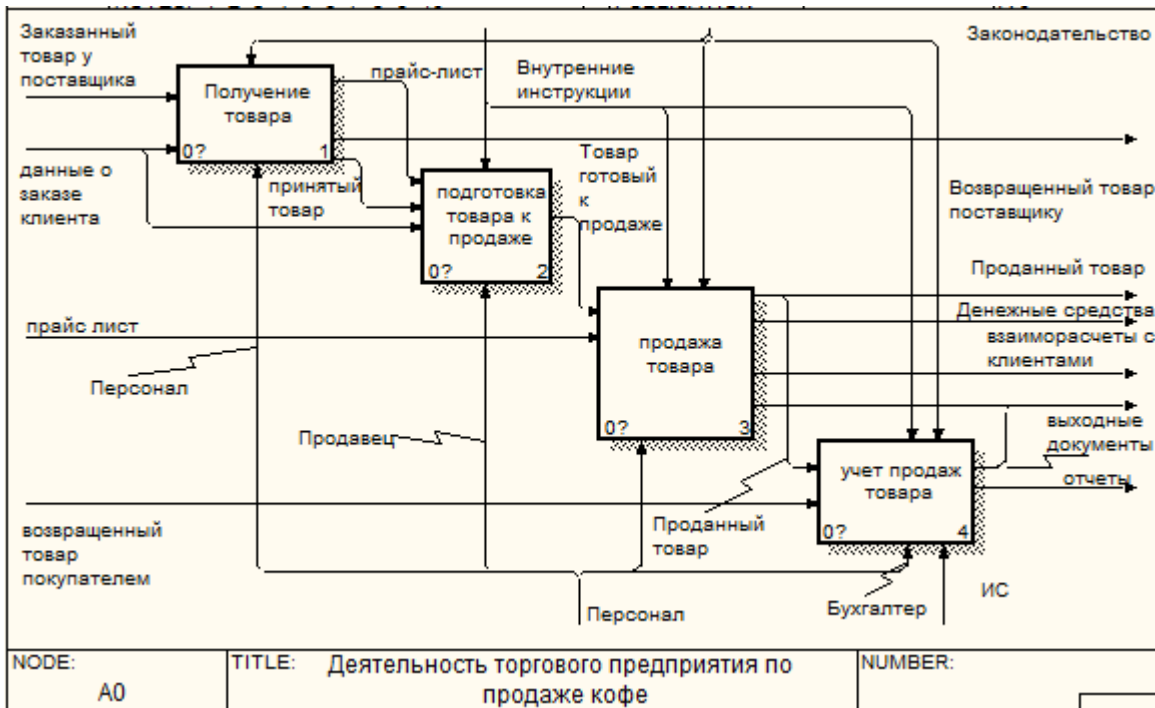 Заказанный
товар у
поставщика
Законодательство
прайс-лист
Внутренние
инструкции
Получение
товара
0? 1
данные о
заказе
клиента
принятый
товар
Товар
готовый
к
продаже
подготовка
товара к
продаже
0? 2
Возвращенный товар
поставщику
Проданный товар
Денежные средства
взаиморасчеты с
клиентами
прайс лист
продажа
товара
0? 3
Персонал
Продавец
выходные
документы
отчеты
учет продаж
товара
0? 4
возвращенный
товар
покупателем
Проданный
товар
Персонал
Бухгалтер
ИС
NODE:
A0
TITLE: Деятельность торгового предприятия по
продаже кофе
NUMBER: